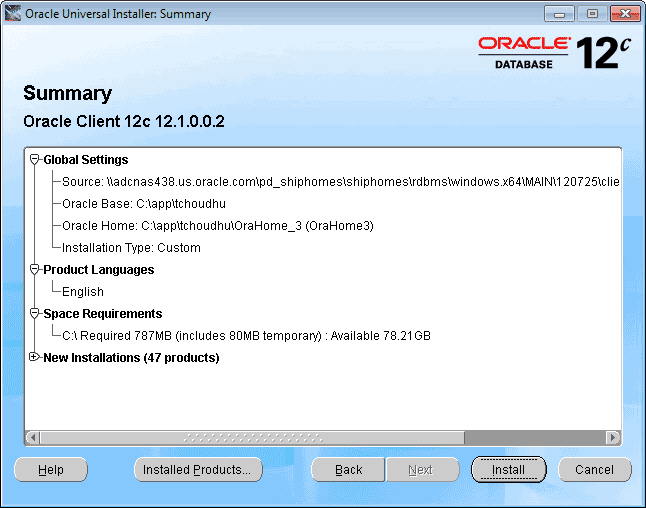 Oracle Universal Installer: Summary
ORACLE
DATABASE
12c
Summary
Oracle Client 12c 12.1.0.0.2
Global Settings
Source: \\adcnas438.us.oracle.com\pd_shiphomes\shiphomes\rdbms\windows.x64\MAIN\120725\clie
Oracle Base: C:\app\tchoudhu
Oracle Home: C:\app\tchoudhu\OraHome_3 (OraHome3)
Installation Type: Custom
Product Languages
English
Space Requirements
C:\ Required 787MB (includes 80MB temporary) : Available 78.21GB
New Installations (47 products)
Help Installed Products... Back Next Install Cancel